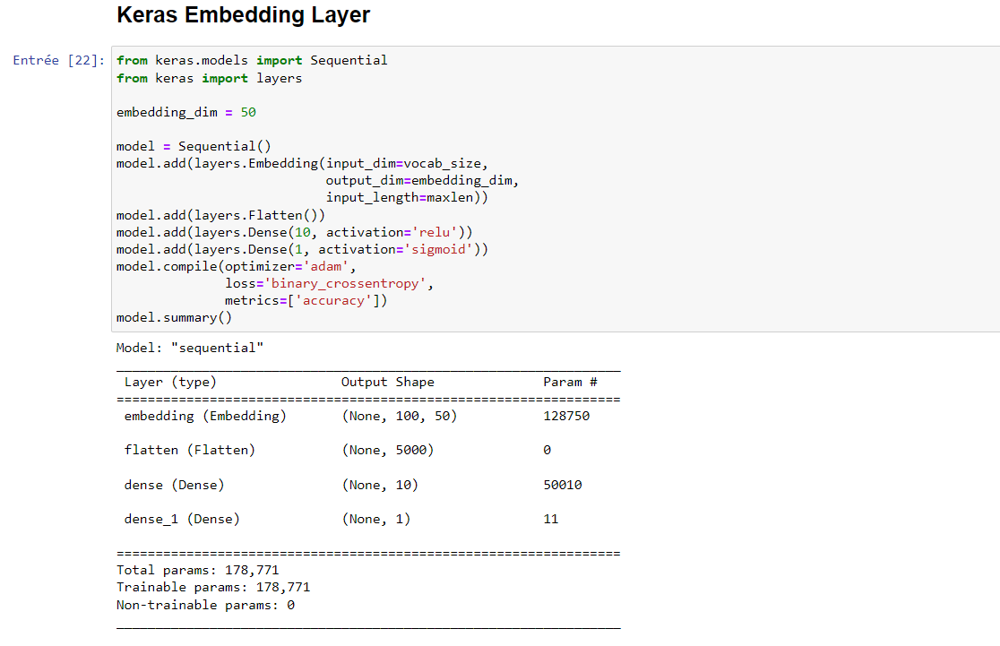 Keras Embedding Layer
Entrée [22]:
from keras.models import Sequential
from keras import layers
embedding_dim = 50
model = Sequential()
model.add(layers.Embedding(input_dim=vocab_size,
                           output_dim=embedding_dim,
                           input_length=maxlen))
model.add(layers.Flatten())
model.add(layers.Dense(10, activation='relu'))
model.add(layers.Dense(1, activation='sigmoid'))
model.compile(optimizer='adam',
              loss='binary_crossentropy',
              metrics=['accuracy'])
model.summary()
Model: "sequential"
_________________________________________________________________
 Layer (type)                Output Shape              Param #
=================================================================
 embedding (Embedding)       (None, 100, 50)           128750
 flatten (Flatten)           (None, 5000)              0
 dense (Dense)               (None, 10)                50010
 dense_1 (Dense)             (None, 1)                 11
=================================================================
Total params: 178,771
Trainable params: 178,771
Non-trainable params: 0
_________________________________________________________________